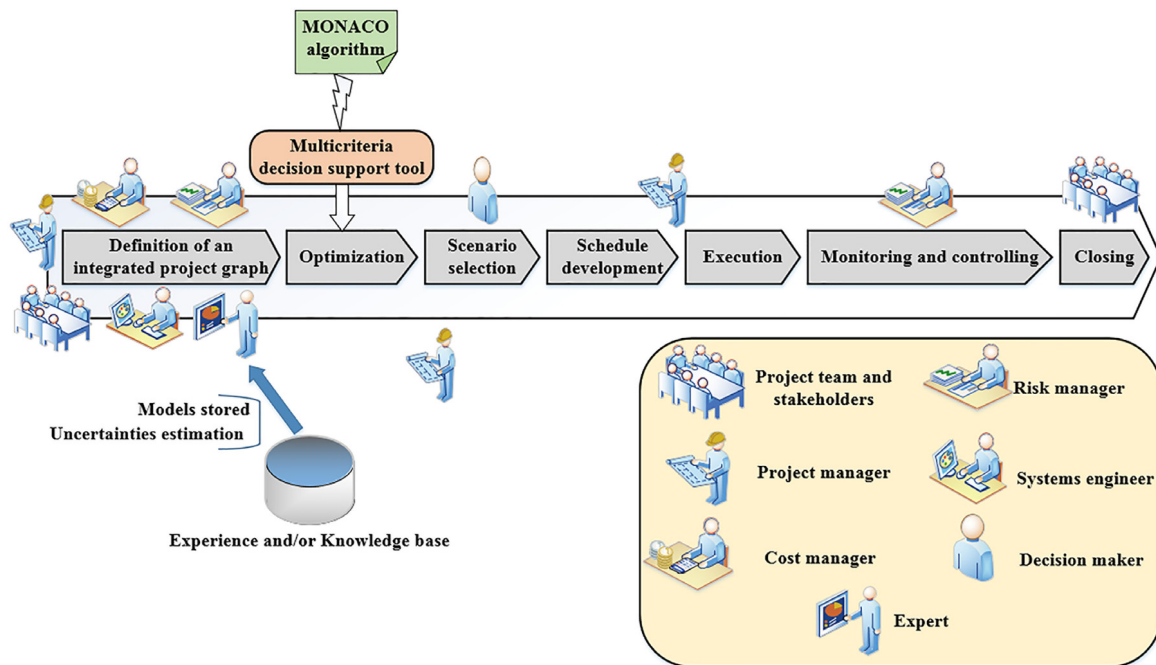 MONACO
algorithm
Multicriteria
decision support tool
Definition of an
integrated project graph
Optimization
Scenario
selection
Schedule
development
Execution
Monitoring and controlling
Closing
Models stored
Uncertainties estimation
Experience and/or Knowledge base
Project team and
stakeholders
Risk manager
Project manager
Systems engineer
Cost manager
Decision maker
Expert